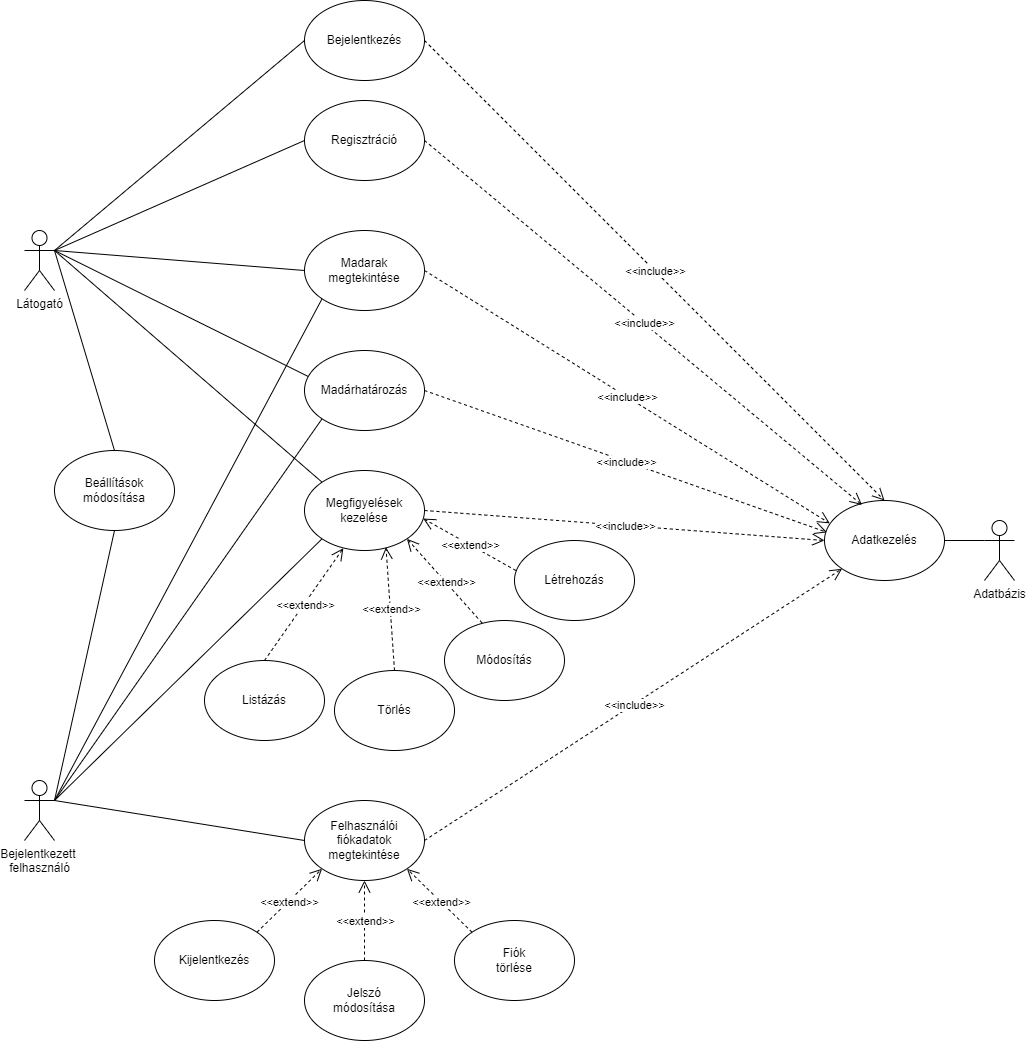 Bejelentkezés
Regisztráció
Madarak
megtekintése
<<include>>
Látogató
<<include>>
Madárhatározás
<<include>>
<<include>>
Beállítások
módosítása
Megfigyelések
kezelése
<<include>>
Adatkezelés
<<extend>>
Létrehozás
<<extend>>
Adatbázis
<<extend>>
<<extend>>
Módosítás
Listázás
Törlés
<<include>>
Felhasználói
fiókadatok
megtekintése
Bejelentkezett
felhasználó
<<extend>>
<<extend>>
<<extend>>
Kijelentkezés
Fiók
törlése
Jelszó
módosítása